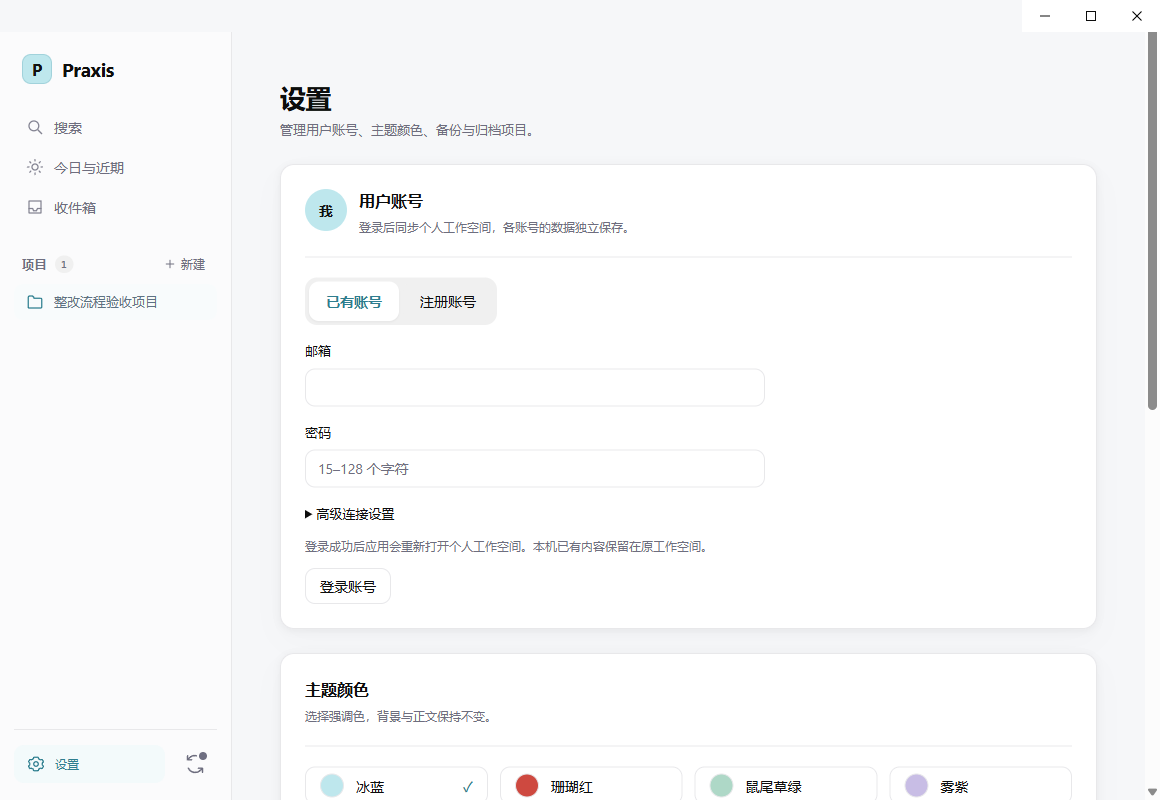 P Praxis
搜索
今日与近期
收件箱
项目 1 + 新建
整改流程验收项目
设置
设置
管理用户账号、主题颜色、备份与归档项目。
我
用户账号
登录后同步个人工作空间，各账号的数据独立保存。
已有账号 注册账号
邮箱
密码
15–128 个字符
高级连接设置
登录成功后应用会重新打开个人工作空间。本机已有内容保留在原工作空间。
登录账号
主题颜色
选择强调色，背景与正文保持不变。
冰蓝 珊瑚红 鼠尾草绿 雾紫